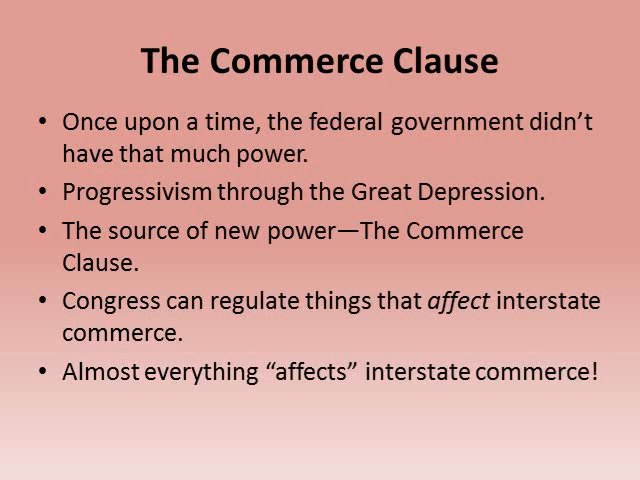 The Commerce Clause
• Once upon a time, the federal government didn’t
have that much power.
• Progressivism through the Great Depression.
• The source of new power—The Commerce
Clause.
• Congress can regulate things that affect interstate
commerce.
• Almost everything “affects” interstate commerce!